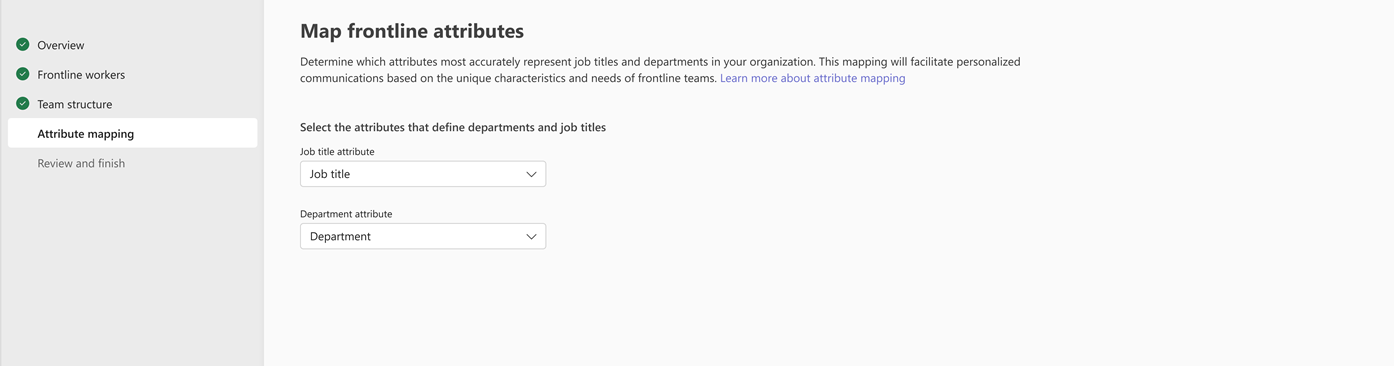 Overview
Frontline workers
Team structure
Attribute mapping
Review and finish
Map frontline attributes
Determine which attributes most accurately represent job titles and departments in your organization. This mapping will facilitate personalized
communications based on the unique characteristics and needs of frontline teams. Learn more about attribute mapping
Select the attributes that define departments and job titles
Job title attribute
Job title
Department attribute
Department